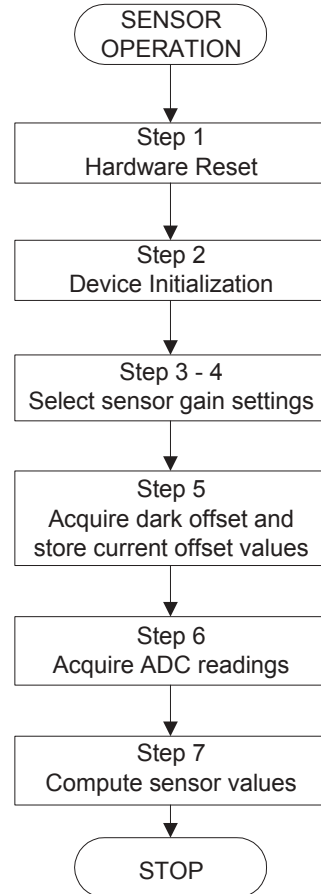 SENSOR
OPERATION
Step 1
Hardware Reset
Step 2
Device Initialization
Step 3 - 4
Select sensor gain settings
Step 5
Acquire dark offset and
store current offset values
Step 6
Acquire ADC readings
Step 7
Compute sensor values
STOP